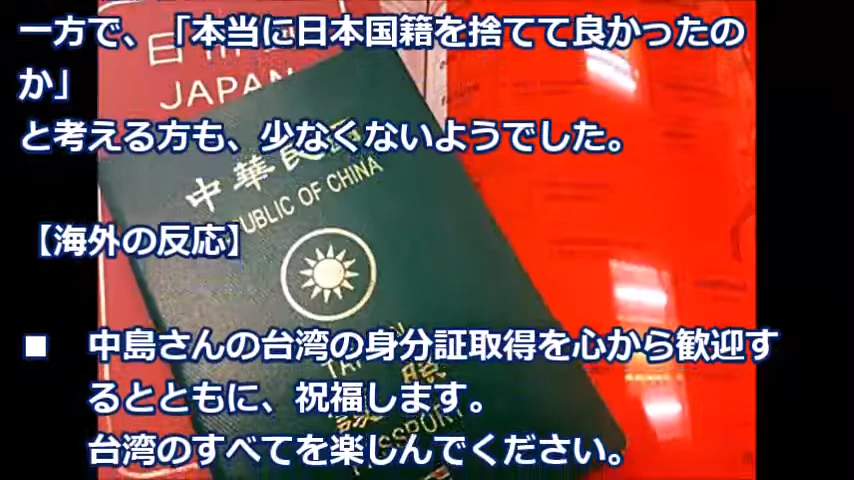 一方で、「本当に日本国籍を捨てて良かったの
か」
と考える方も、少なくないようでした。
【海外の反応】
■ 中島さんの台湾の身分証取得を心から歓迎す
るとともに、祝福します。
台湾のすべてを楽しんでください。
JAPAN
中華民
UBLIC OF CHINA
PASSPORT